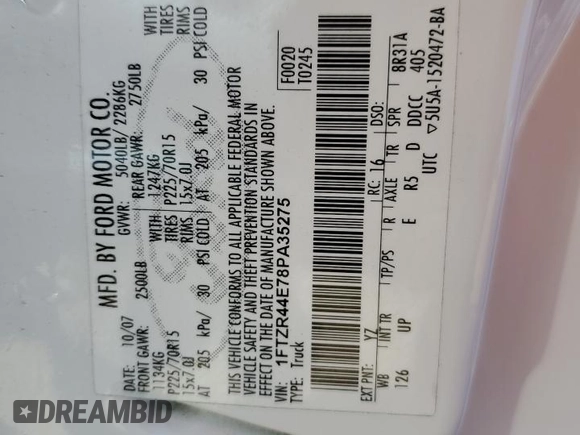 MFD. BY FORD MOTOR CO.
DATE: 10/07 GVWR: 5040LB/ 2286KG
FRONT GAWR: 2500LB REAR GAWR: 2750LB
1134KG 1247KG WITH
P225/70R15 TIRES P225/70R15 TIRES
15x7.0J RIMS 15x7.0J RIMS
AT 205 kPa/ 30 PSI COLD AT 205 kPa/ 30 PSI COLD
THIS VEHICLE CONFORMS TO ALL APPLICABLE FEDERAL MOTOR
VEHICLE SAFETY AND THEFT PREVENTION STANDARDS IN
EFFECT ON THE DATE OF MANUFACTURE SHOWN ABOVE.
VIN: 1FTZR44E78PA35275 F0020
TYPE: Truck T0245
EXT PNT: YZ RC: 16 DSO:
WB INT TR TP/PS R AXLE TR SPR 8R31A
126 UP E R5 D DDCC 405
UTC ▽5U5A-1520472-BA
DREAMBID